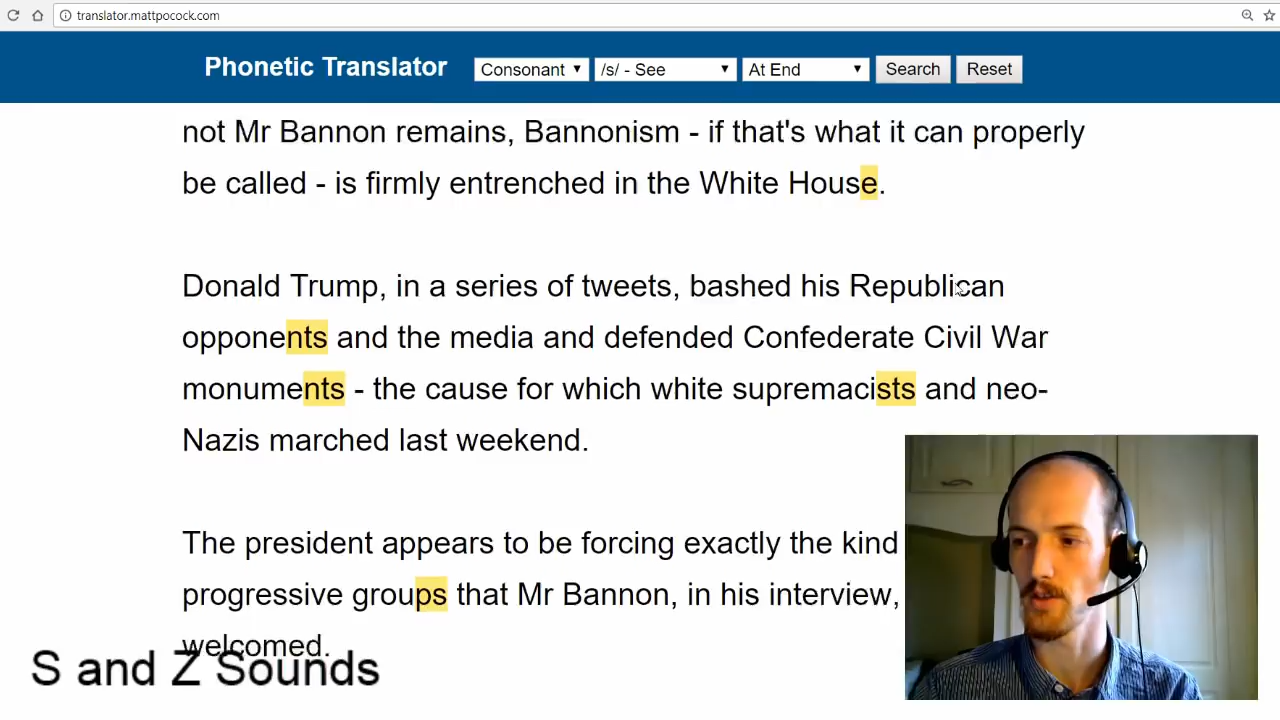 translator.mattpocock.com
Phonetic Translator Consonant /s/ - See At End Search Reset
not Mr Bannon remains, Bannonism - if that's what it can properly
be called - is firmly entrenched in the White House.
Donald Trump, in a series of tweets, bashed his Republican
opponents and the media and defended Confederate Civil War
monuments - the cause for which white supremacists and neo-
Nazis marched last weekend.
The president appears to be forcing exactly the kind
progressive groups that Mr Bannon, in his interview,
welcomed.
S and Z Sounds